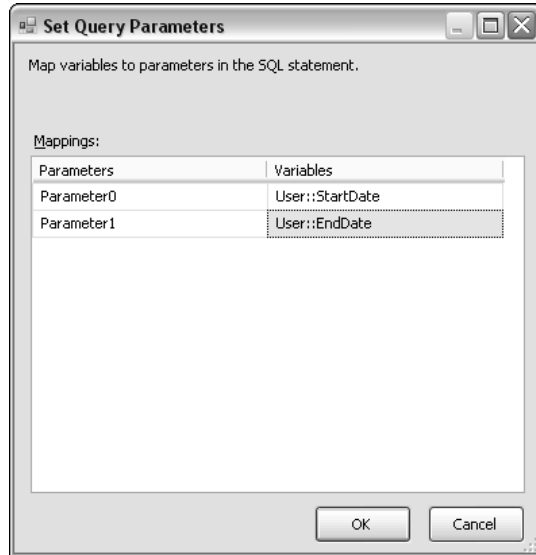 Set Query Parameters
Map variables to parameters in the SQL statement.
Mappings:
Parameters Variables
Parameter0 User::StartDate
Parameter1 User::EndDate
OK Cancel